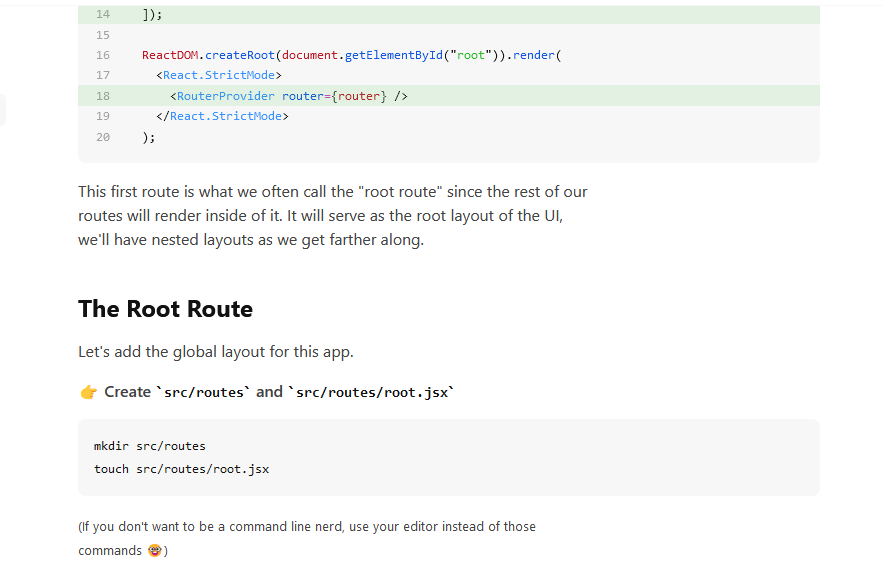 14 ]);
15
16 ReactDOM.createRoot(document.getElementById("root")).render(
17 <React.StrictMode>
18 <RouterProvider router={router} />
19 </React.StrictMode>
20 );
This first route is what we often call the "root route" since the rest of our
routes will render inside of it. It will serve as the root layout of the UI,
we'll have nested layouts as we get farther along.
The Root Route
Let's add the global layout for this app.
👉 Create `src/routes` and `src/routes/root.jsx`
mkdir src/routes
touch src/routes/root.jsx
(If you don't want to be a command line nerd, use your editor instead of those
commands 🤓)